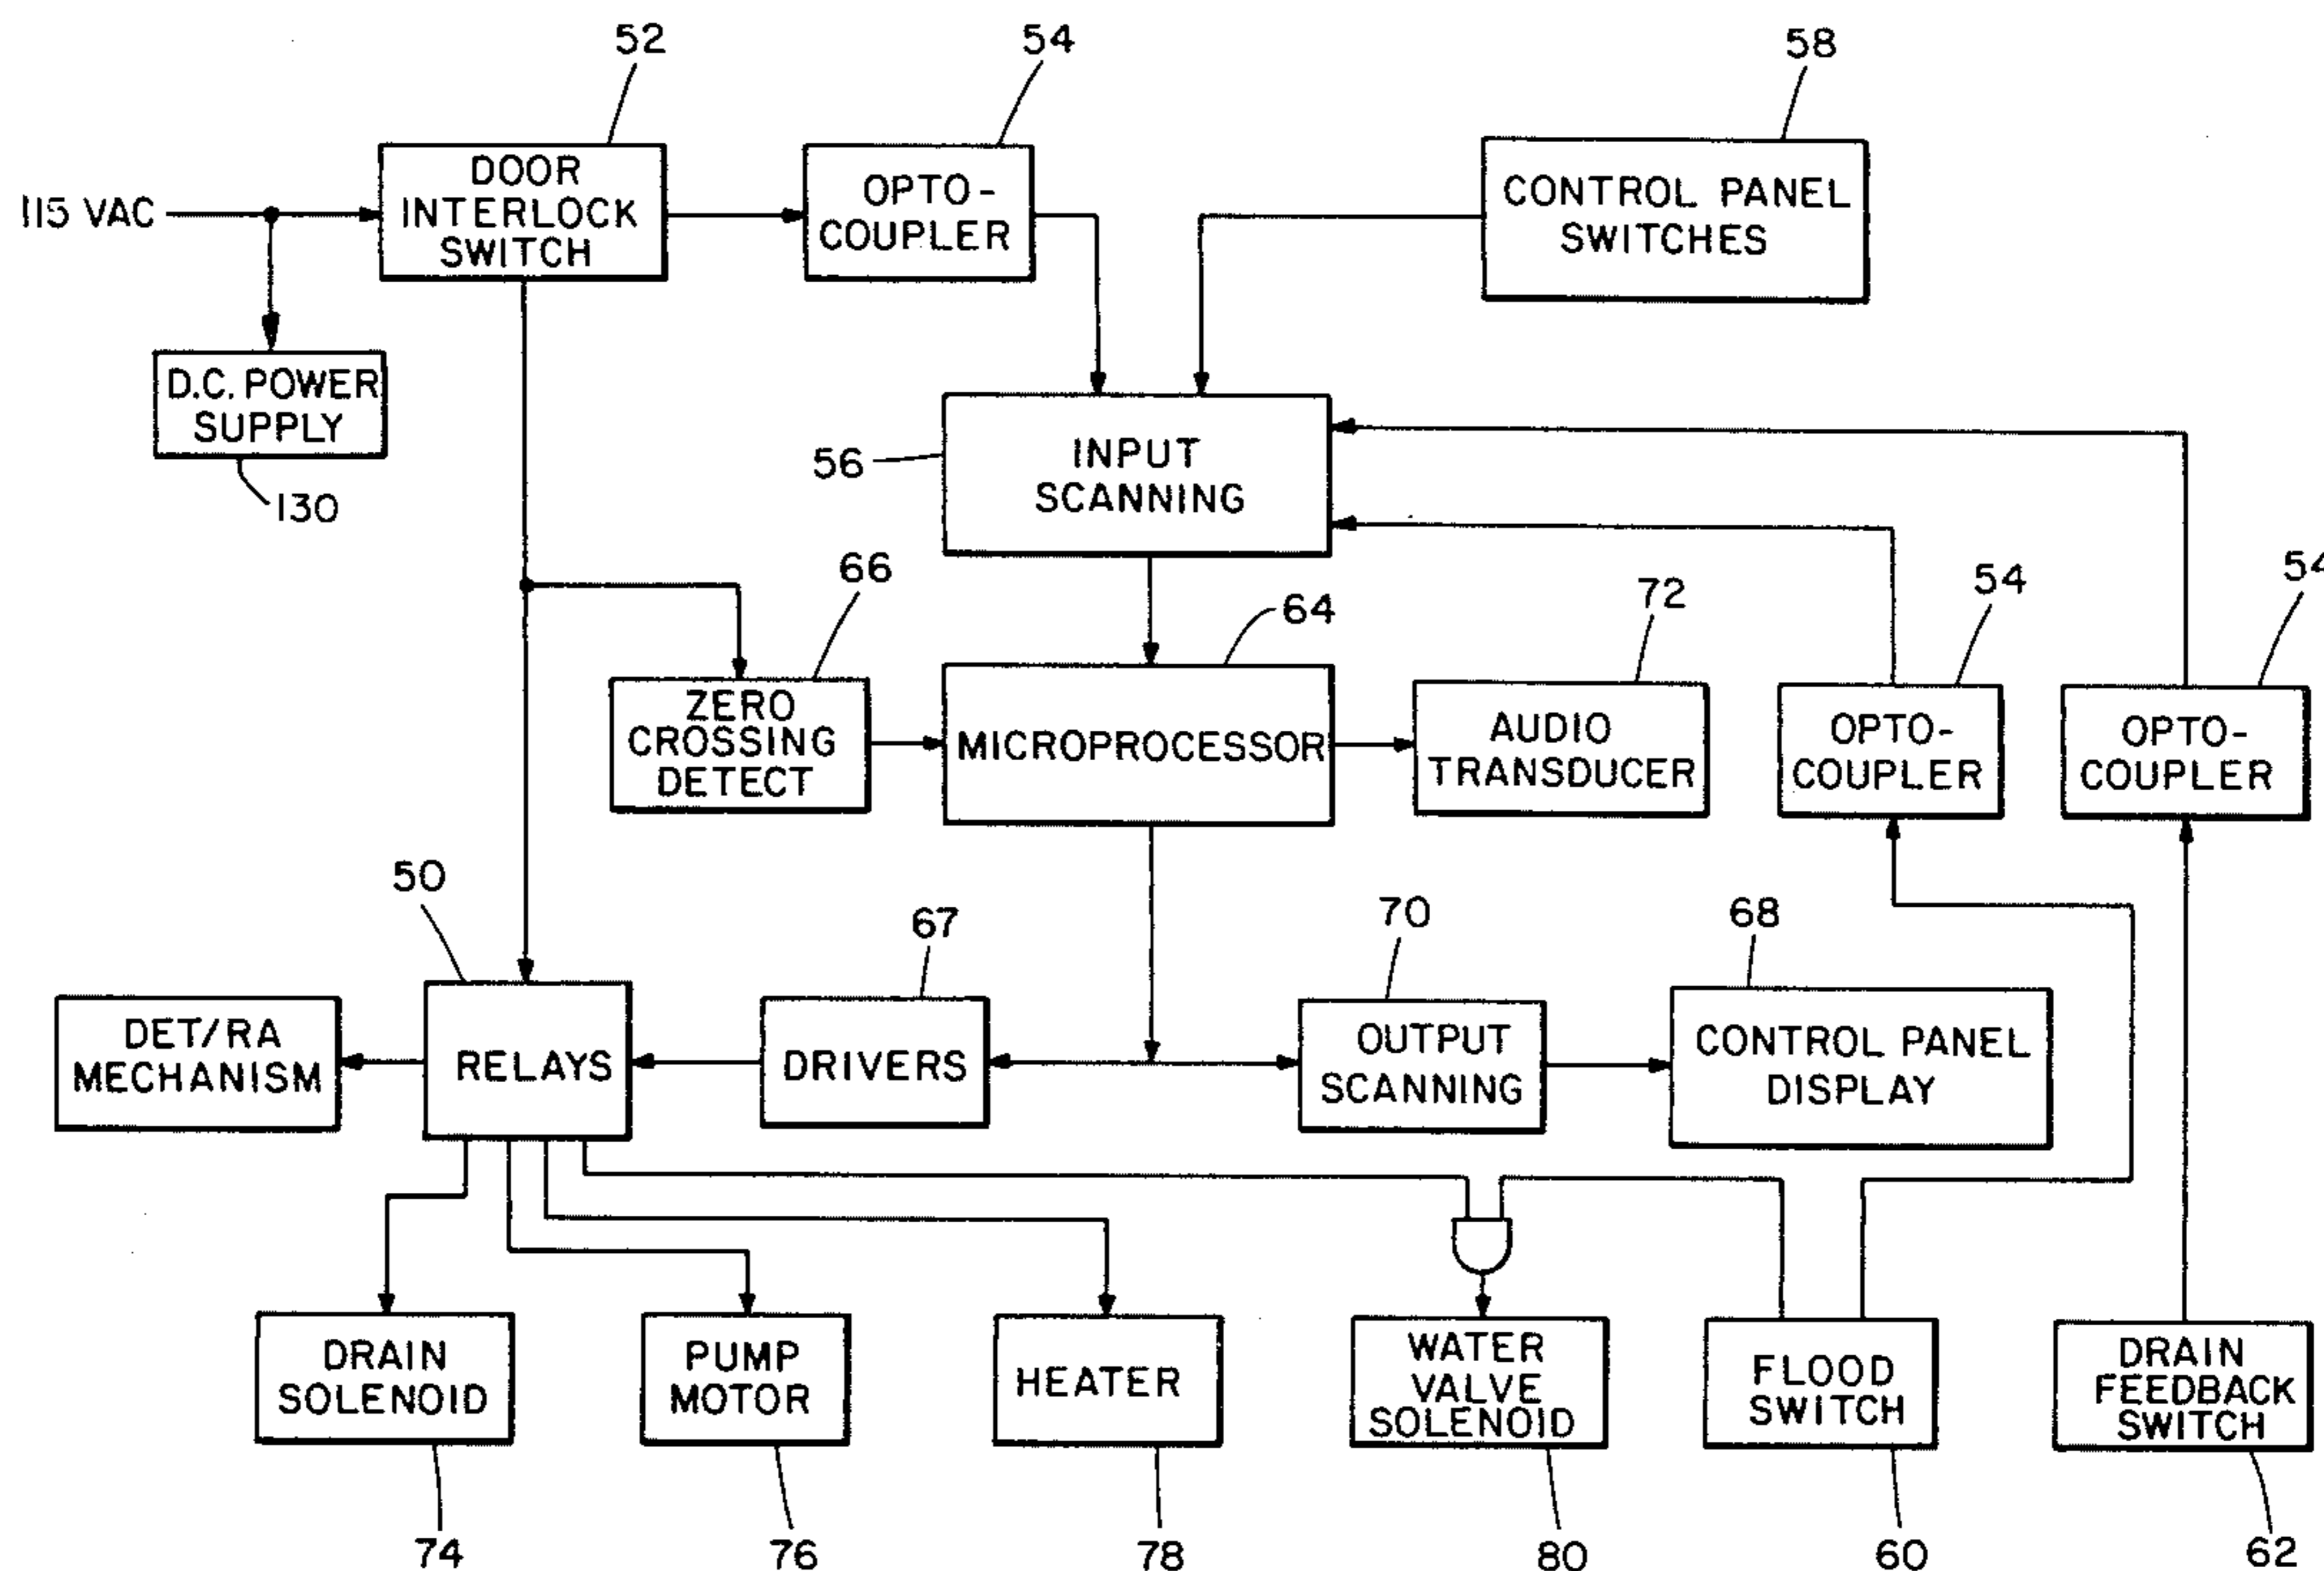 52
54
58
115 VAC
DOOR
INTERLOCK
SWITCH
OPTO-
COUPLER
CONTROL PANEL
SWITCHES
D.C. POWER
SUPPLY
130
56
INPUT
SCANNING
66
64
72
54
54
ZERO
CROSSING
DETECT
MICROPROCESSOR
AUDIO
TRANSDUCER
OPTO-
COUPLER
OPTO-
COUPLER
50
67
70
68
DET/RA
MECHANISM
RELAYS
DRIVERS
OUTPUT
SCANNING
CONTROL PANEL
DISPLAY
DRAIN
SOLENOID
PUMP
MOTOR
HEATER
WATER
VALVE
SOLENOID
FLOOD
SWITCH
DRAIN
FEEDBACK
SWITCH
74
76
78
80
60
62